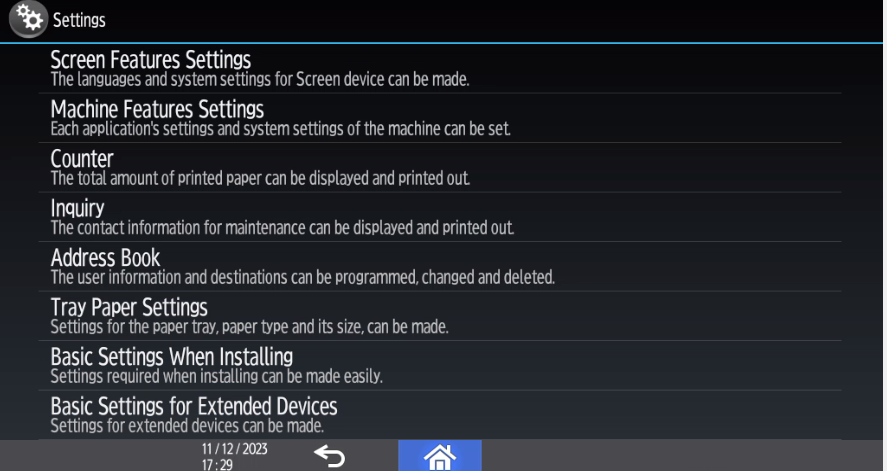 Settings
Screen Features Settings
The languages and system settings for Screen device can be made.
Machine Features Settings
Each application's settings and system settings of the machine can be set.
Counter
The total amount of printed paper can be displayed and printed out.
Inquiry
The contact information for maintenance can be displayed and printed out.
Address Book
The user information and destinations can be programmed, changed and deleted.
Tray Paper Settings
Settings for the paper tray, paper type and its size, can be made.
Basic Settings When Installing
Settings required when installing can be made easily.
Basic Settings for Extended Devices
Settings for extended devices can be made.
11 / 12 / 2023
17 : 29